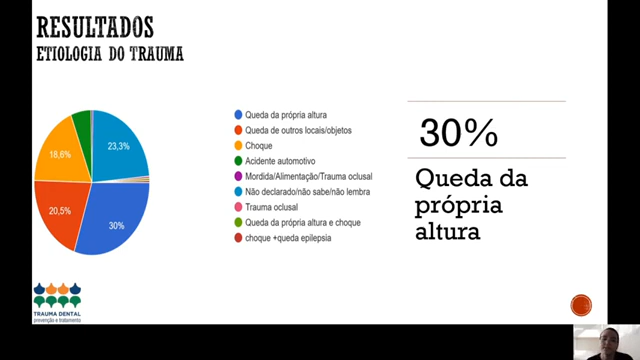 RESULTADOS
ETIOLOGIA DO TRAUMA
23,3%
18,6%
20,5%
30%
Queda da própria altura
Queda de outros locais/objetos
Choque
Acidente automotivo
Mordida/Alimentação/Trauma oclusal
Não declarado/não sabe/não lembra
Trauma oclusal
Queda da própria altura e choque
choque +queda epilepsia
30%
Queda da
própria
altura
TRAUMA DENTAL
prevenção e tratamento